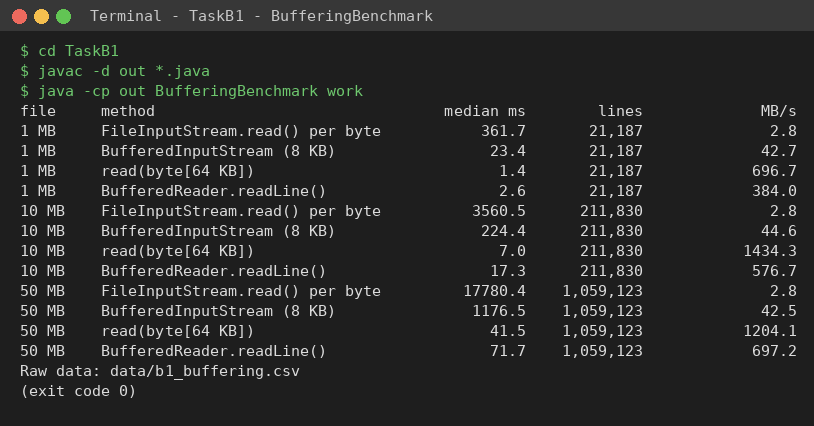 Terminal - TaskB1 - BufferingBenchmark
$ cd TaskB1
$ javac -d out *.java
$ java -cp out BufferingBenchmark work
file     method                                median ms        lines             MB/s
1 MB     FileInputStream.read() per byte           361.7       21,187              2.8
1 MB     BufferedInputStream (8 KB)                 23.4       21,187             42.7
1 MB     read(byte[64 KB])                           1.4       21,187            696.7
1 MB     BufferedReader.readLine()                   2.6       21,187            384.0
10 MB    FileInputStream.read() per byte          3560.5      211,830              2.8
10 MB    BufferedInputStream (8 KB)                224.4      211,830             44.6
10 MB    read(byte[64 KB])                           7.0      211,830           1434.3
10 MB    BufferedReader.readLine()                  17.3      211,830            576.7
50 MB    FileInputStream.read() per byte         17780.4    1,059,123              2.8
50 MB    BufferedInputStream (8 KB)               1176.5    1,059,123             42.5
50 MB    read(byte[64 KB])                          41.5    1,059,123           1204.1
50 MB    BufferedReader.readLine()                  71.7    1,059,123            697.2
Raw data: data/b1_buffering.csv
(exit code 0)